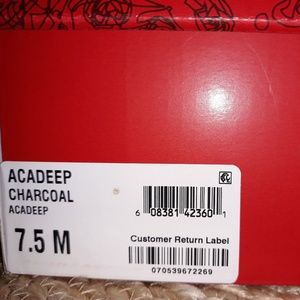 ACADEEP
CHARCOAL
ACADEEP
7.5 M
6 08381 42360 1
Customer Return Label
070539672269